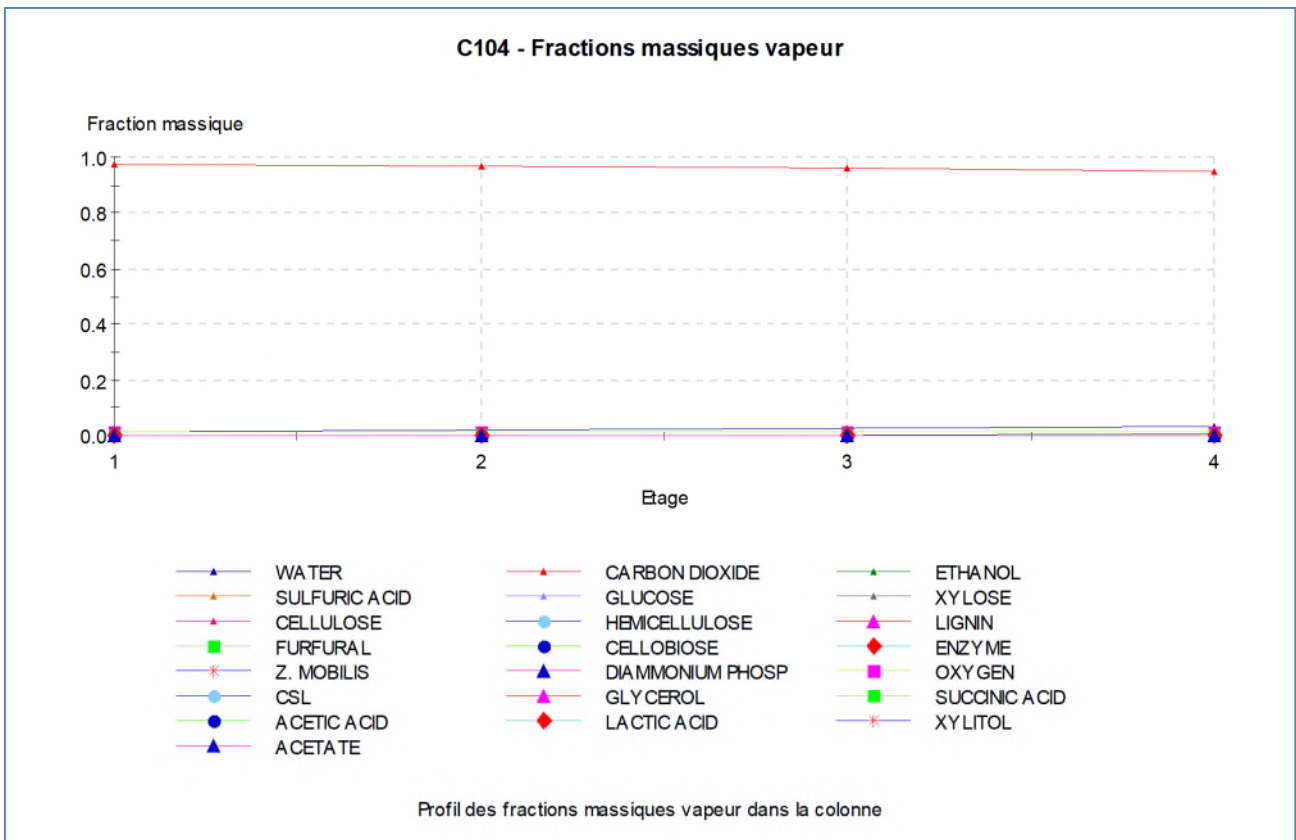 C104 - Fractions massiques vapeur
Fraction massique
1.0
0.8
0.6
0.4
0.2
0.0
1 2 3 4
Etage
WATER CARBON DIOXIDE ETHANOL
SULFURIC ACID GLUCOSE XYLOSE
CELLULOSE HEMICELLULOSE LIGNIN
FURFURAL CELLOBIOSE ENZYME
Z. MOBILIS DIAMMONIUM PHOSP OXYGEN
CSL GLYCEROL SUCCINIC ACID
ACETIC ACID LACTIC ACID XYLITOL
ACETATE
Profil des fractions massiques vapeur dans la colonne